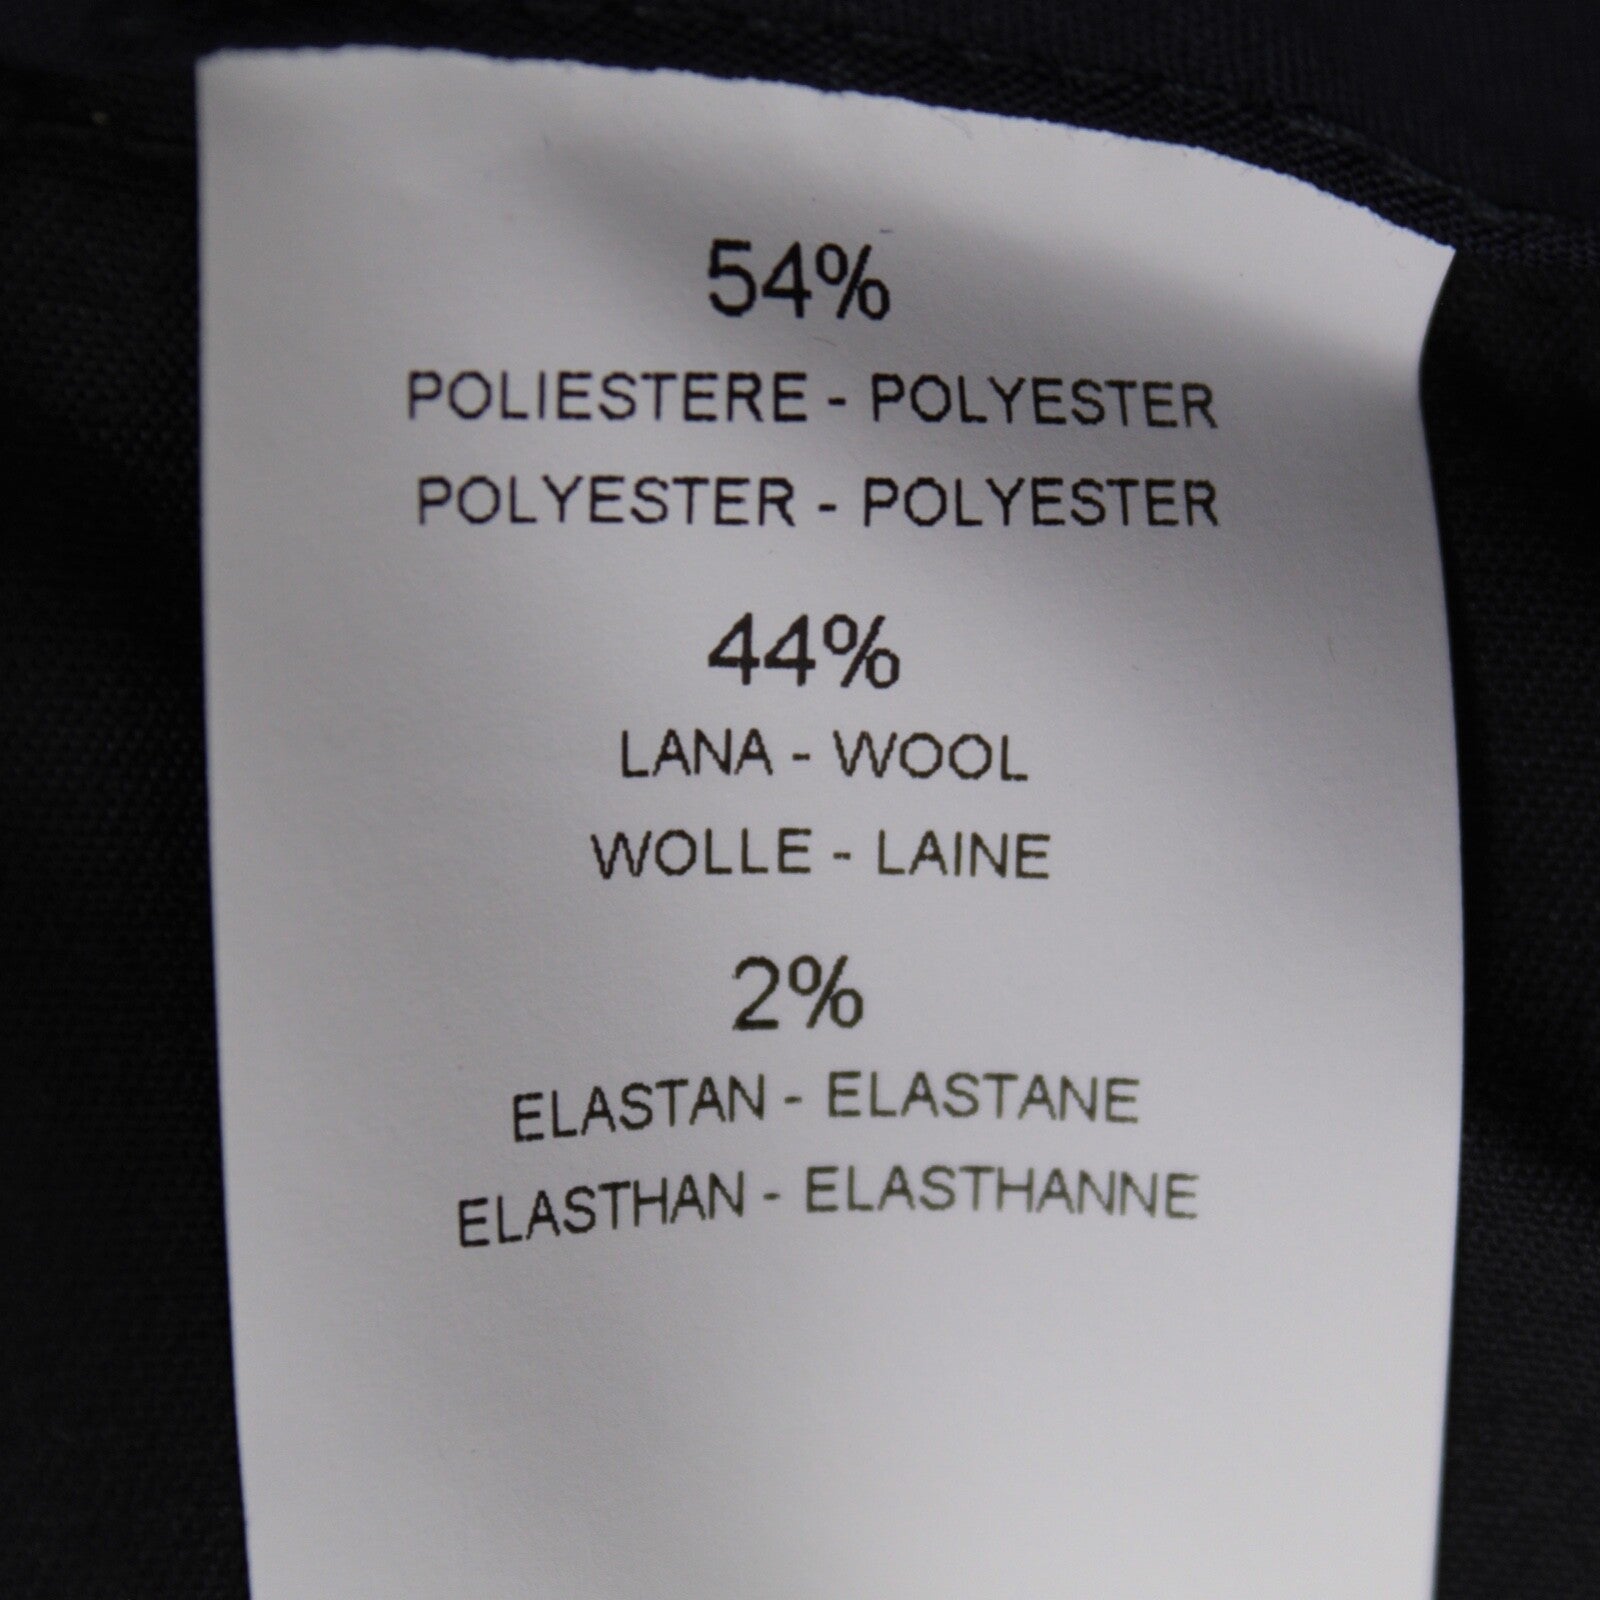 54%
POLIESTERE - POLYESTER
POLYESTER - POLYESTER
44%
LANA - WOOL
WOLLE - LAINE
2%
ELASTAN - ELASTANE
ELASTHAN - ELASTHANNE